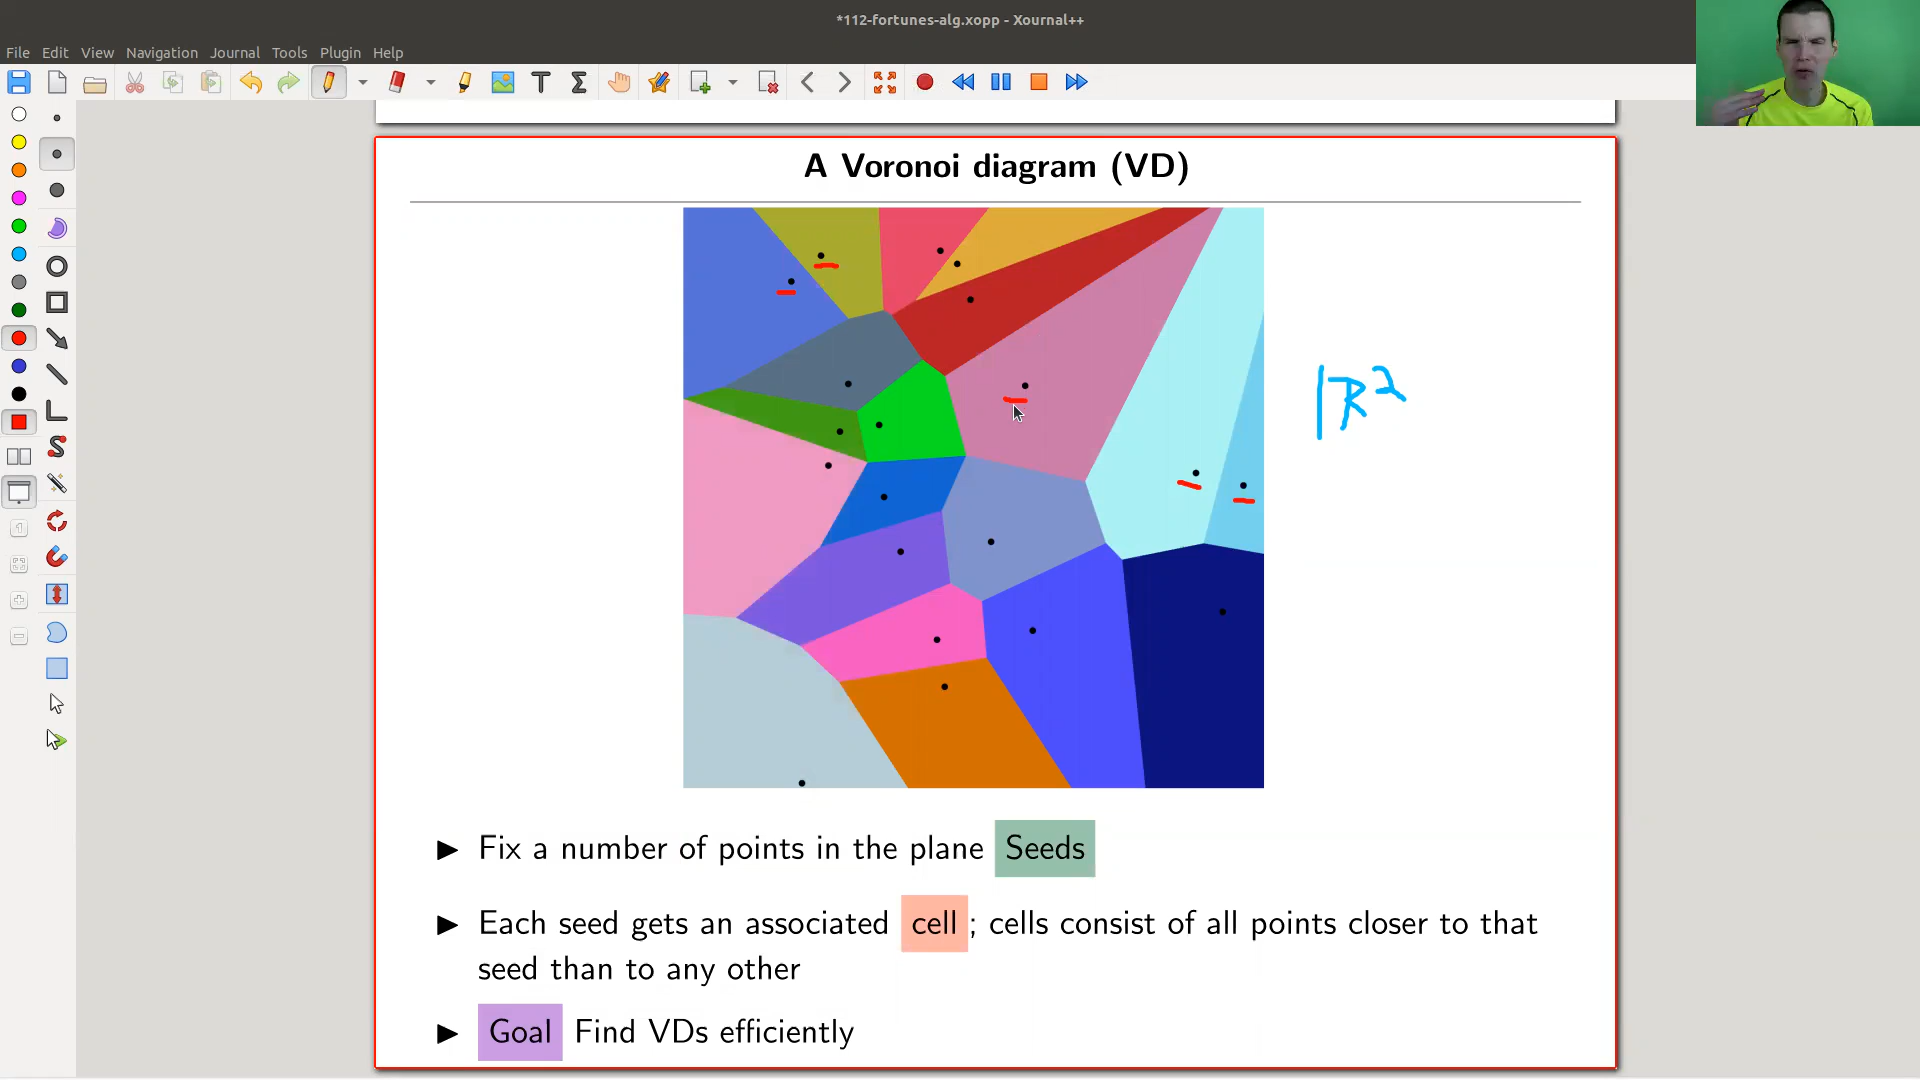 *112-fortunes-alg.xopp - Xournal++
File Edit View Navigation Journal Tools Plugin Help
A Voronoi diagram (VD)
ℝ²
▶ Fix a number of points in the plane Seeds
▶ Each seed gets an associated cell ; cells consist of all points closer to that
seed than to any other
▶ Goal Find VDs efficiently